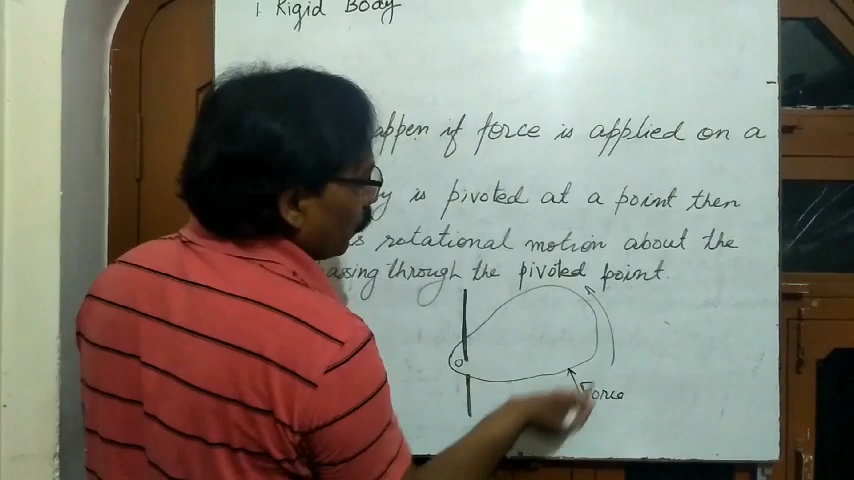 1 Rigid Body
appen if force is applied on a
is pivoted at a point then
rotational motion about the
passing through the pivoted point.
Force